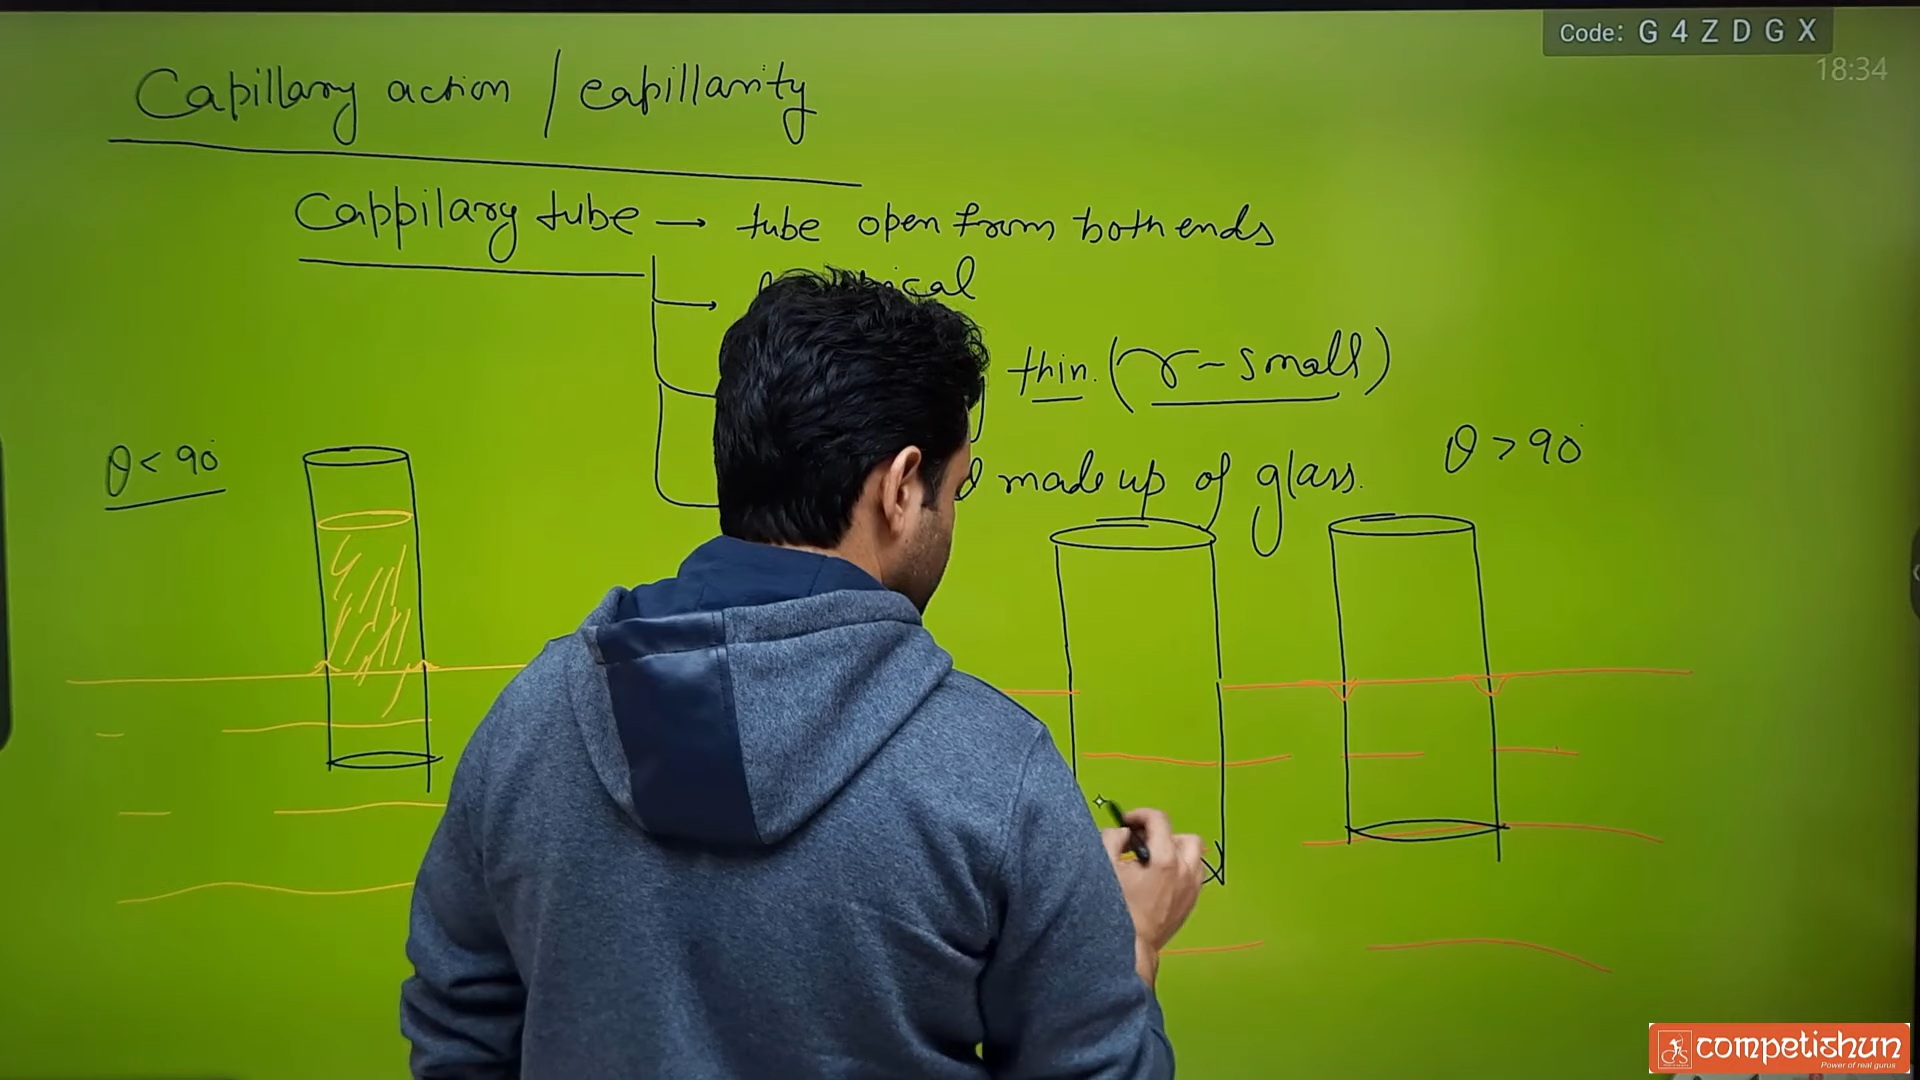 Code: G4ZDGX
18:34
Capillary action / capillarity
Cappilary tube → tube open from both ends
thin. (r - small)
θ < 90°
made up of glass.
θ > 90°
competishun
Power of real gurus